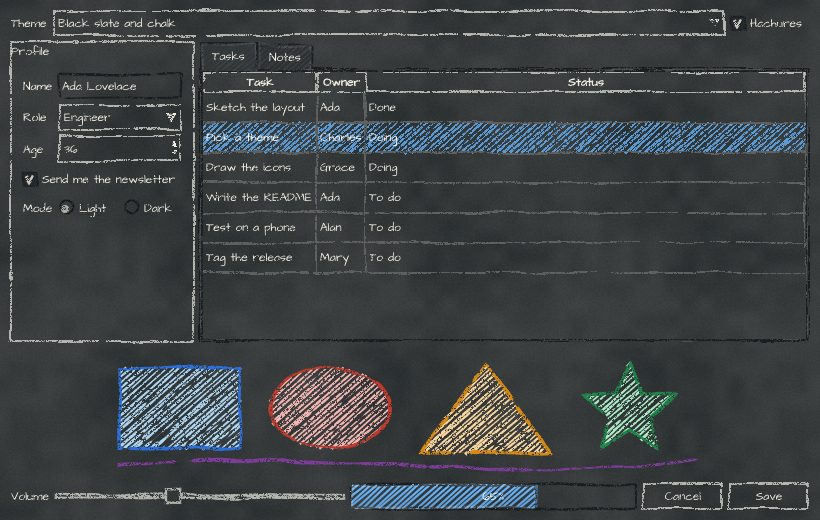 Theme Black slate and chalk Hachures
Profile
Tasks Notes
Name Ada Lovelace
Role Engineer
Age 36
Send me the newsletter
Mode Light Dark
Task Owner Status
Sketch the layout Ada Done
Pick a theme Charles Doing
Draw the icons Grace Doing
Write the README Ada To do
Test on a phone Alan To do
Tag the release Mary To do
Volume 65% Cancel Save